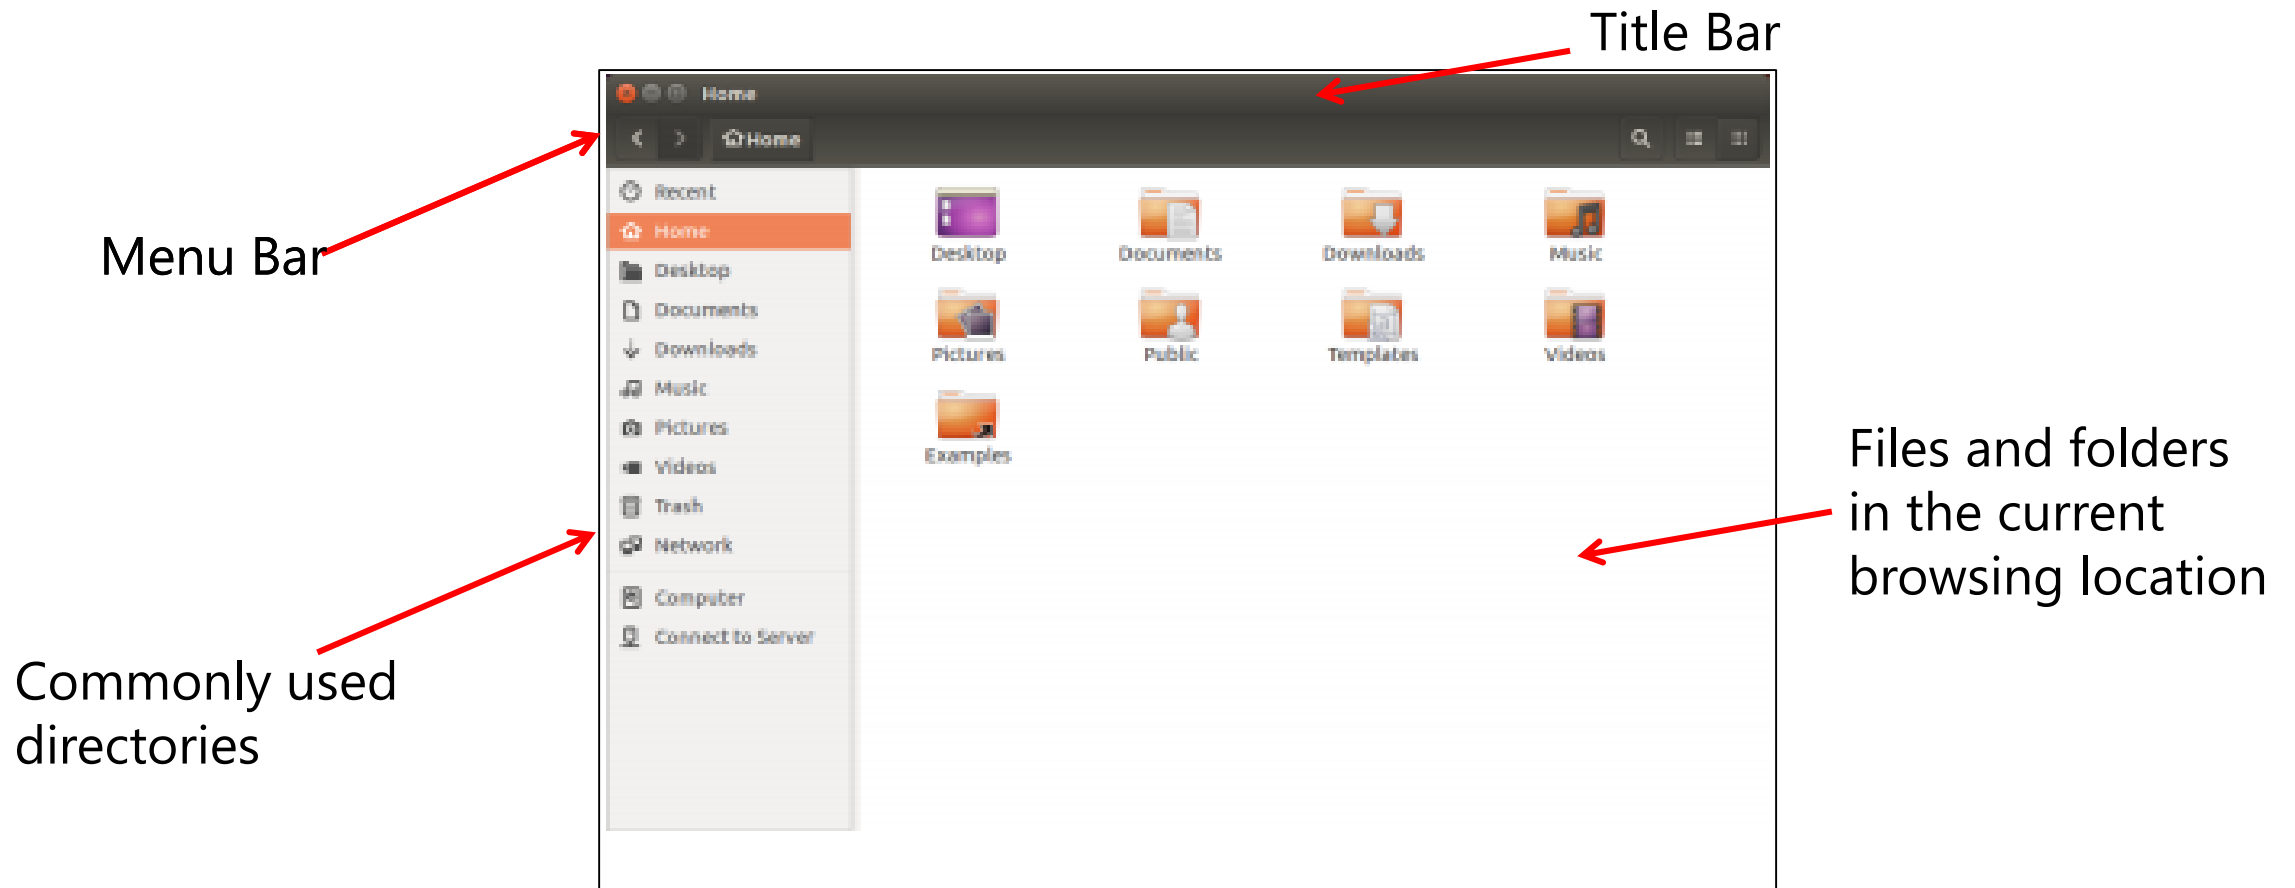 Title Bar
Home
Home
Menu Bar
Recent
Home
Desktop
Documents
Downloads
Music
Pictures
Videos
Trash
Network
Computer
Connect to Server
Desktop Documents Downloads Music
Pictures Public Templates Videos
Examples
Files and folders
in the current
browsing location
Commonly used
directories